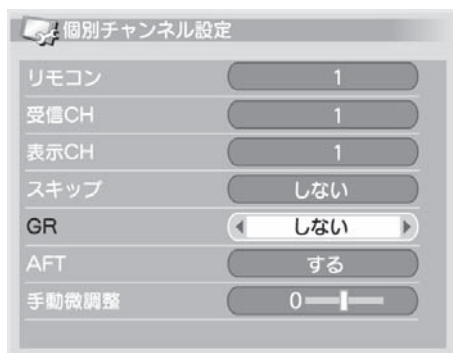 個別チャンネル設定
リモコン 1
受信CH 1
表示CH 1
スキップ しない
GR しない
AFT する
手動微調整 0